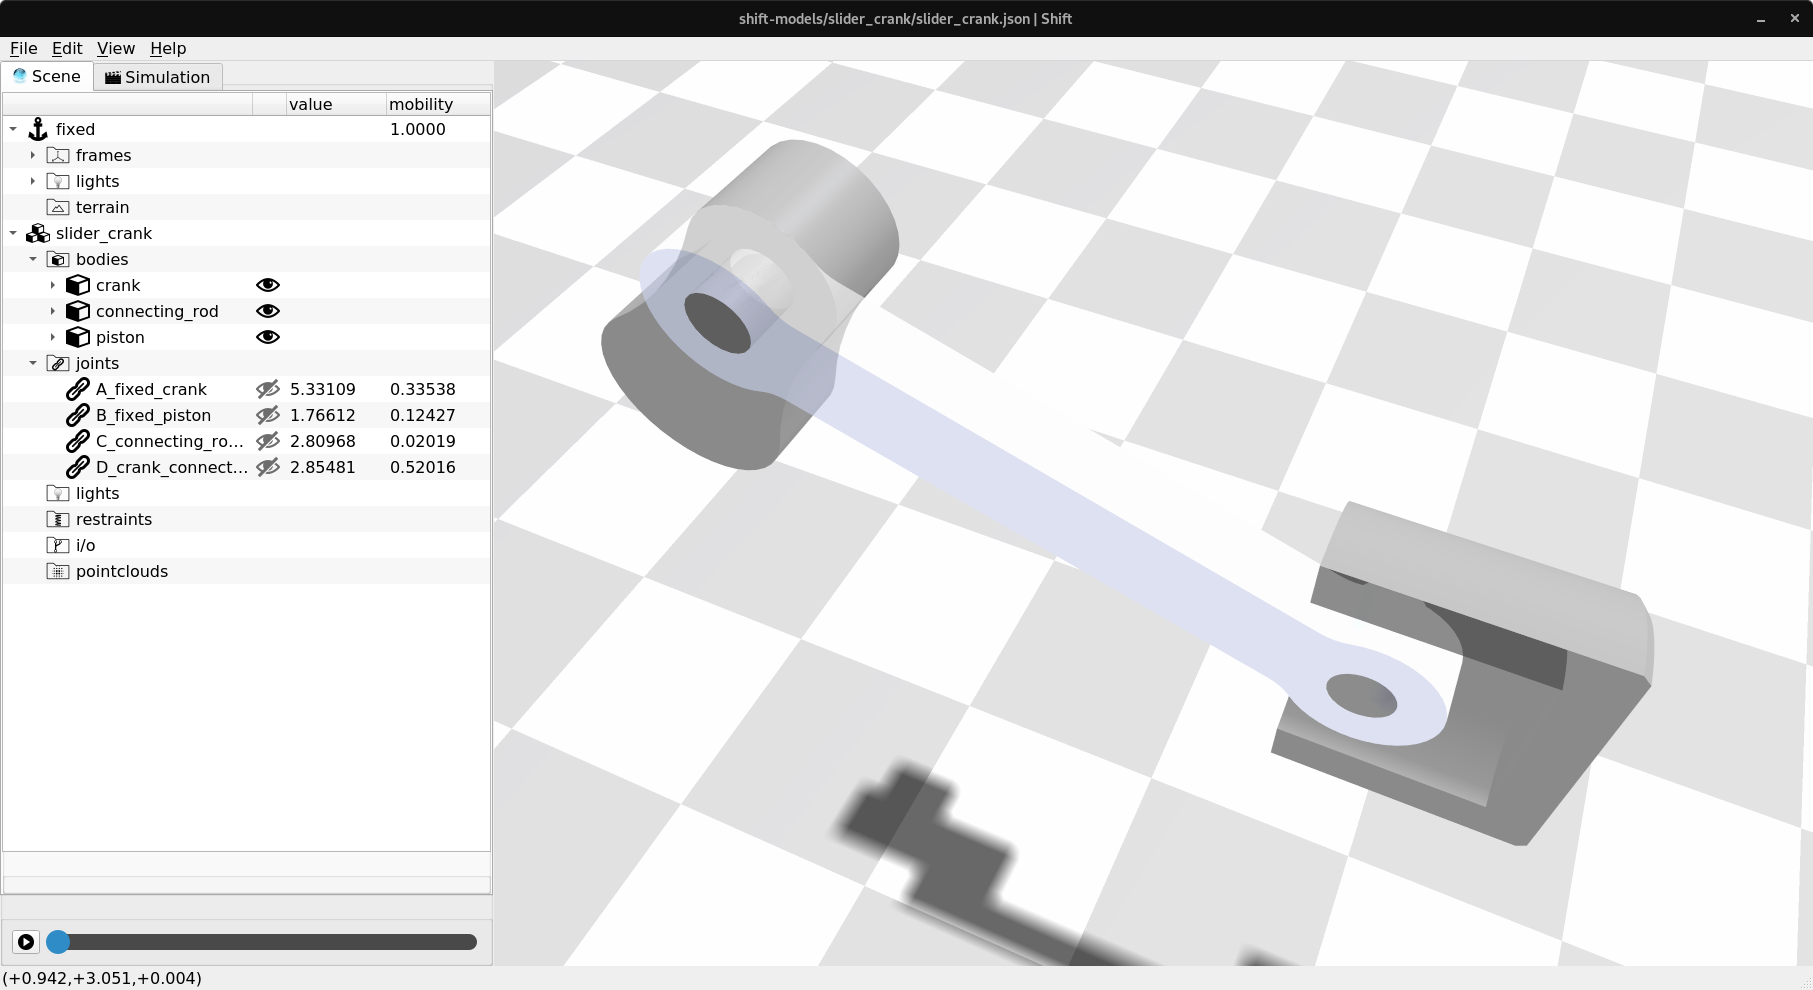 shift-models/slider_crank/slider_crank.json | Shift
File Edit View Help
Scene Simulation
value mobility
fixed 1.0000
frames
lights
terrain
slider_crank
bodies
crank
connecting_rod
piston
joints
A_fixed_crank 5.33109 0.33538
B_fixed_piston 1.76612 0.12427
C_connecting_ro... 2.80968 0.02019
D_crank_connect... 2.85481 0.52016
lights
restraints
i/o
pointclouds
(+0.942,+3.051,+0.004)